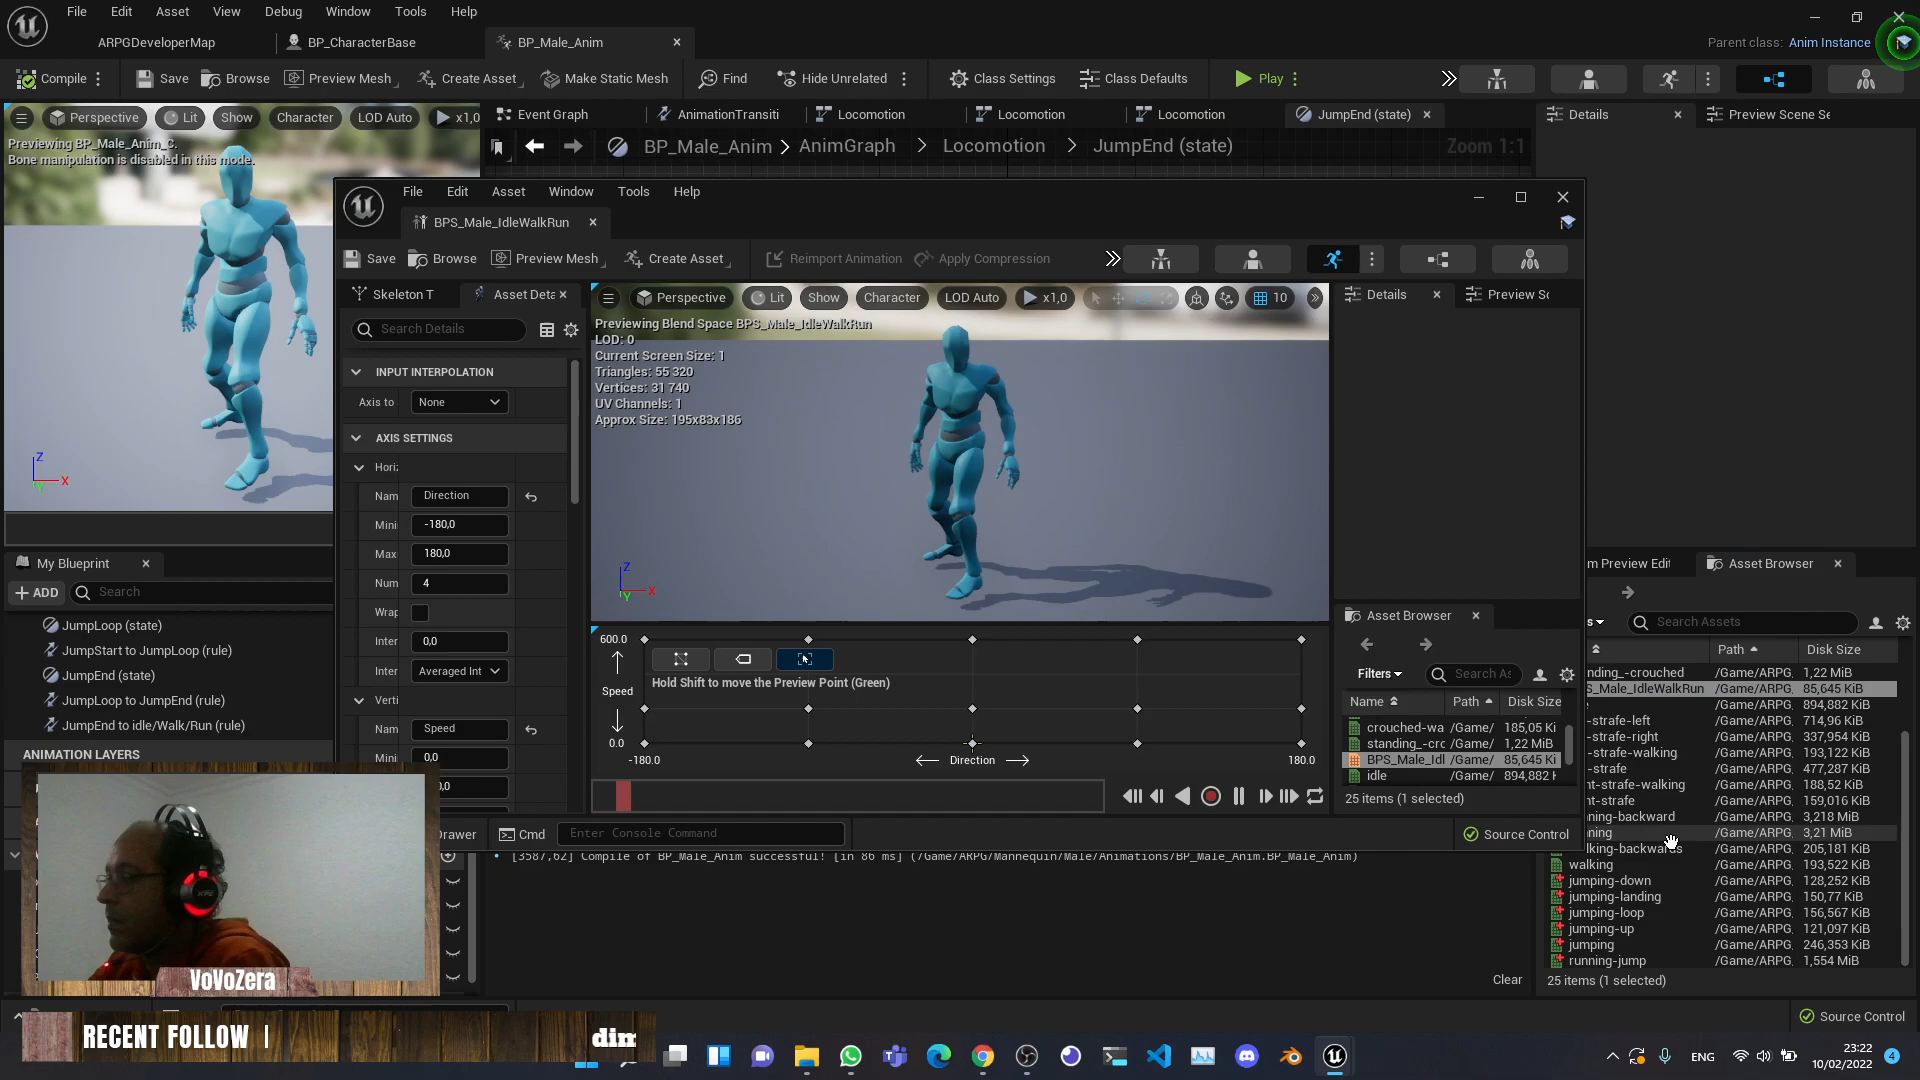 File Edit Asset View Debug Window Tools Help
ARPGDeveloperMap BP_CharacterBase BP_Male_Anim Parent class: Anim Instance
Compile Save Browse Preview Mesh Create Asset Make Static Mesh Find Hide Unrelated Class Settings Class Defaults Play
Perspective Lit Show Character LOD Auto x1,0
Event Graph AnimationTransiti Locomotion Locomotion Locomotion JumpEnd (state) Details Preview Scene Se
Previewing BP_Male_Anim_C.
Bone manipulation is disabled in this mode.
BP_Male_Anim AnimGraph Locomotion JumpEnd (state) Zoom 1:1
File Edit Asset Window Tools Help
BPS_Male_IdleWalkRun
Save Browse Preview Mesh Create Asset Reimport Animation Apply Compression
Skeleton T Asset Deta Perspective Lit Show Character LOD Auto x1,0 10 Details Preview Sc
Search Details
Previewing Blend Space BPS_Male_IdleWalkRun
LOD: 0
Current Screen Size: 1
Triangles: 55 320
Vertices: 31 740
UV Channels: 1
Approx Size: 195x83x186
INPUT INTERPOLATION
Axis to None
AXIS SETTINGS
Hori
Nam Direction
Mini -180,0
Max 180,0
Num 4
Wrap
Inter 0,0
Inter Averaged Int
Verti
Nam Speed
Mini 0,0
Z
X
Y
Z
X
Y
600.0
Hold Shift to move the Preview Point (Green)
Speed
0.0
-180.0 Direction 180.0
Asset Browser
Filters Search As
Name Path Disk Size
crouched-wa /Game/ 185,05 Ki
standing_-crc /Game/ 1,22 MiB
BPS_Male_Idl /Game/ 85,645 Ki
idle /Game/ 894,882 K
25 items (1 selected)
Drawer Cmd Enter Console Command Source Control
My Blueprint
ADD Search
JumpLoop (state)
JumpStart to JumpLoop (rule)
JumpEnd (state)
JumpLoop to JumpEnd (rule)
JumpEnd to idle/Walk/Run (rule)
ANIMATION LAYERS
m Preview Edit Asset Browser
Search Assets
Path Disk Size
nding_-crouched /Game/ARPG, 1,22 MiB
S_Male_IdleWalkRun /Game/ARPG, 85,645 KiB
e /Game/ARPG, 894,882 KiB
-strafe-left /Game/ARPG, 714,96 KiB
-strafe-right /Game/ARPG, 337,954 KiB
-strafe-walking /Game/ARPG, 193,122 KiB
-strafe /Game/ARPG, 477,287 KiB
nt-strafe-walking /Game/ARPG, 188,52 KiB
nt-strafe /Game/ARPG, 159,016 KiB
ning-backward /Game/ARPG, 3,218 MiB
ning /Game/ARPG, 3,21 MiB
lking-backwards /Game/ARPG, 205,181 KiB
walking /Game/ARPG, 193,522 KiB
jumping-down /Game/ARPG, 128,252 KiB
jumping-landing /Game/ARPG, 150,77 KiB
jumping-loop /Game/ARPG, 156,567 KiB
jumping-up /Game/ARPG, 121,097 KiB
jumping /Game/ARPG, 246,353 KiB
running-jump /Game/ARPG, 1,554 MiB
25 items (1 selected)
[3587,62] Compile of BP_Male_Anim successful! [in 86 ms] (/Game/ARPG/Mannequin/Male/Animations/BP_Male_Anim.BP_Male_Anim)
Clear
Source Control
VoVoZera
RECENT FOLLOW | dim
ENG 23:22
10/02/2022 4